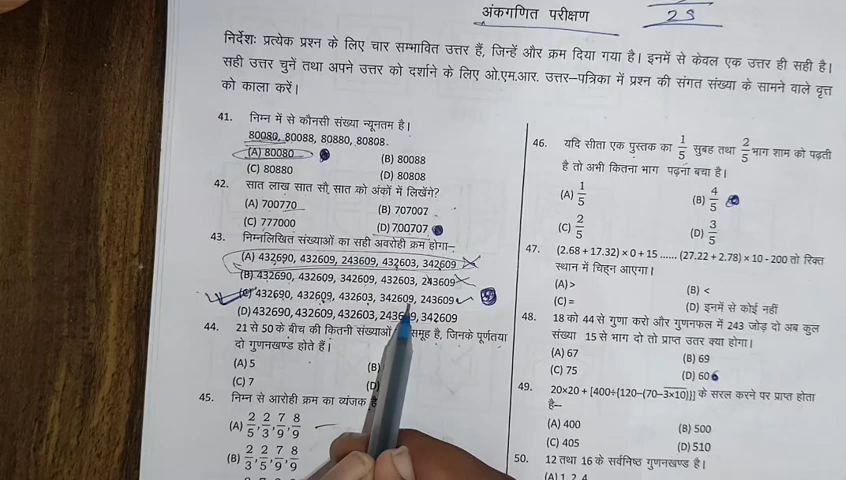 अंकगणित परीक्षण
25
निर्देशः प्रत्येक प्रश्न के लिए चार सम्भावित उत्तर हैं, जिन्हें और क्रम दिया गया है। इनमें से केवल एक उत्तर ही सही है।
सही उत्तर चुनें तथा अपने उत्तर को दर्शाने के लिए ओ.एम.आर. उत्तर–पत्रिका में प्रश्न की संगत संख्या के सामने वाले वृत्त
को काला करें।
41. निम्न में से कौनसी संख्या न्यूनतम है।
80080, 80088, 80880, 80808.
(A) 80080
(B) 80088
(C) 80880
(D) 80808
42. सात लाख सात सौ सात को अंकों में लिखेंगे?
(A) 700770
(B) 707007
(C) 777000
(D) 700707
43. निम्नलिखित संख्याओं का सही अवरोही क्रम होगा–
(A) 432690, 432609, 243609, 432603, 342609
(B) 432690, 432609, 342609, 432603, 243609
(C) 432690, 432609, 432603, 342609, 243609
(D) 432690, 432609, 432603, 243609, 342609
44. 21 से 50 के बीच की कितनी संख्याओं समूह है, जिनके पूर्णतया
दो गुणनखण्ड होते हैं।
(A) 5
(B)
(C) 7
(D)
45. निम्न से आरोही क्रम का व्यंजक है
(A) 2/5, 2/3, 7/9, 8/9
(B) 2/3, 2/5, 7/9, 8/9
46. यदि सीता एक पुस्तक का 1/5 सुबह तथा 2/5 भाग शाम को पढ़ती
है तो अभी कितना भाग पढ़ना बचा है।
(A) 1/5
(B) 4/5
(C) 2/5
(D) 3/5
47. (2.68 + 17.32) × 0 + 15 ...... (27.22 + 2.78) × 10 - 200 तो रिक्त
स्थान में चिह्न आएगा।
(A) >
(B) <
(C) =
(D) इनमें से कोई नहीं
48. 18 को 44 से गुणा करो और गुणनफल में 243 जोड़ दो अब कुल
संख्या 15 से भाग दो तो प्राप्त उतर क्या होगा।
(A) 67
(B) 69
(C) 75
(D) 606
49. 20×20 + [400÷{120–(70–3×10)}] के सरल करने पर प्राप्त होता
है–
(A) 400
(B) 500
(C) 405
(D) 510
50. 12 तथा 16 के सर्वनिष्ठ गुणनखण्ड है।
(A) 1, 2, 4